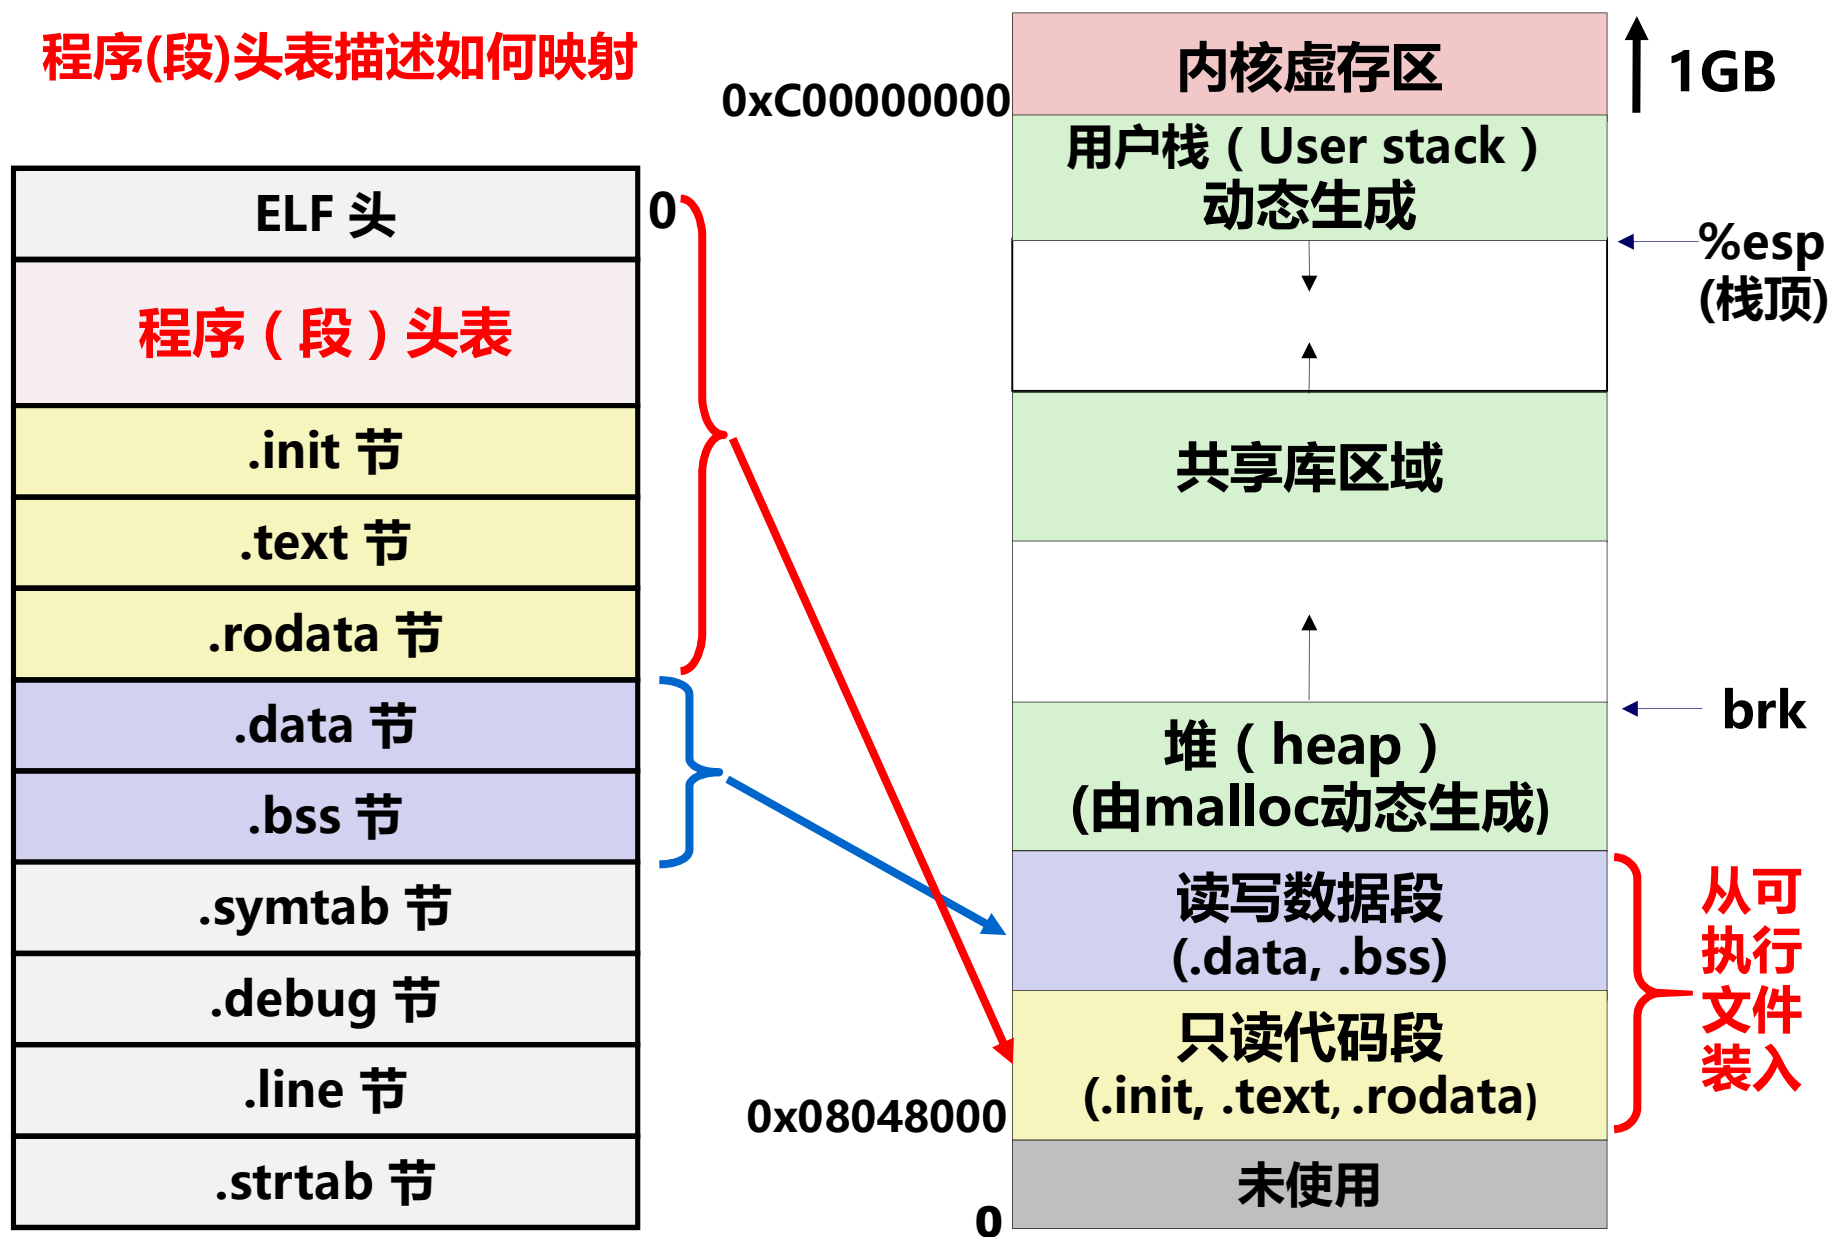 程序(段)头表描述如何映射
ELF 头
0
程序（段）头表
.init 节
.text 节
.rodata 节
.data 节
.bss 节
.symtab 节
.debug 节
.line 节
.strtab 节
0xC00000000
内核虚存区
1GB
用户栈（User stack）
动态生成
%esp
(栈顶)
共享库区域
brk
堆（heap）
(由malloc动态生成)
读写数据段
(.data, .bss)
只读代码段
(.init, .text, .rodata)
从可
执行
文件
装入
0x08048000
未使用
0